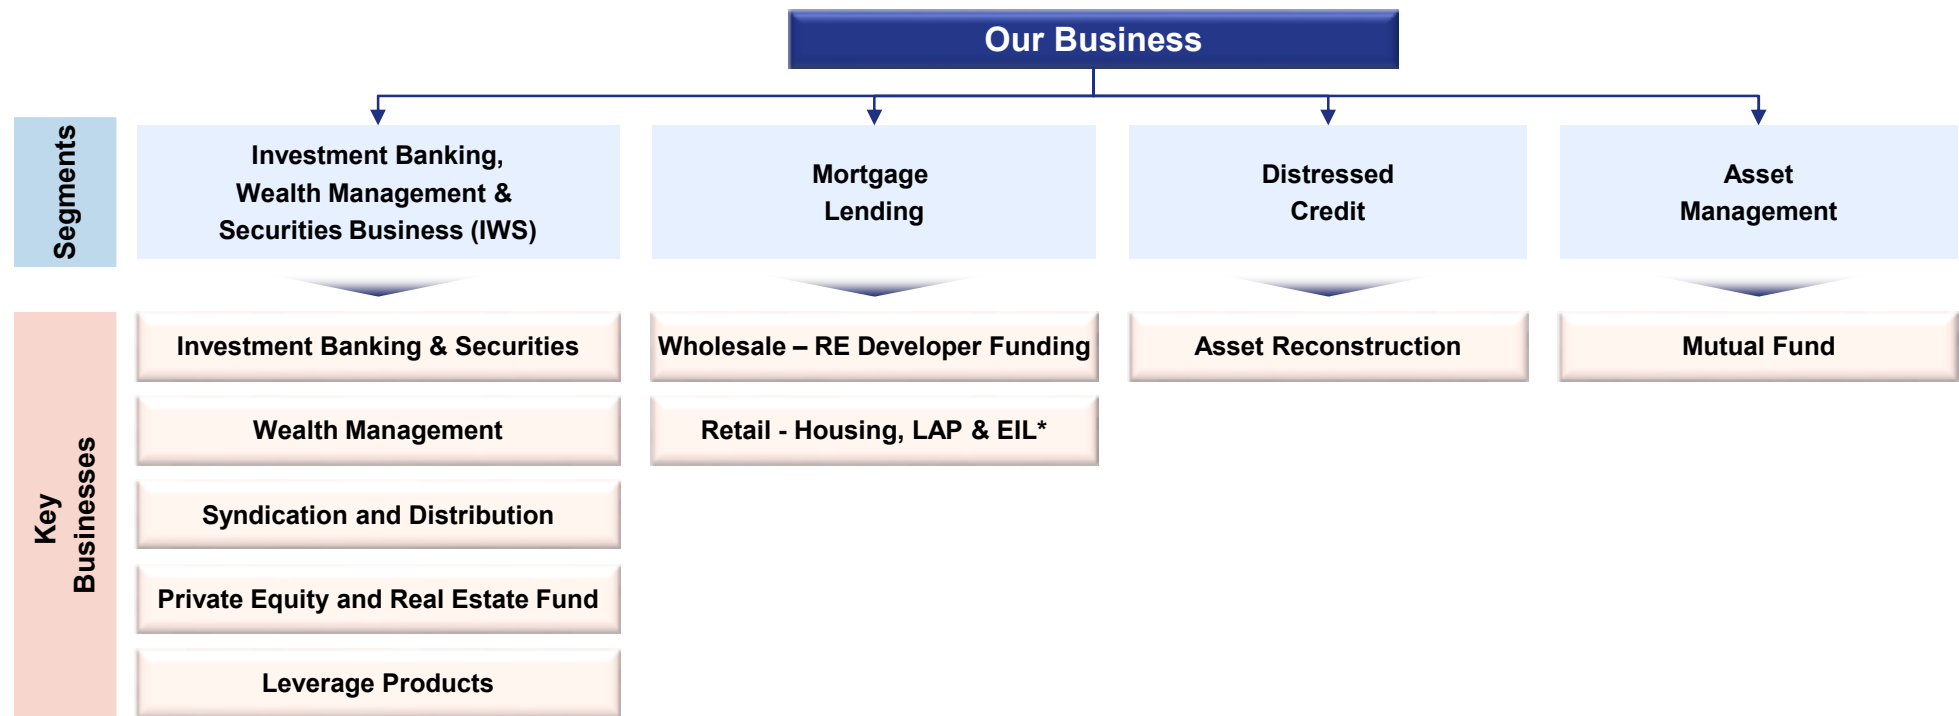 Our Business
Segments
Investment Banking,
Wealth Management &
Securities Business (IWS)
Mortgage
Lending
Distressed
Credit
Asset
Management
Key
Businesses
Investment Banking & Securities
Wealth Management
Syndication and Distribution
Private Equity and Real Estate Fund
Leverage Products
Wholesale – RE Developer Funding
Retail - Housing, LAP & EIL*
Asset Reconstruction
Mutual Fund